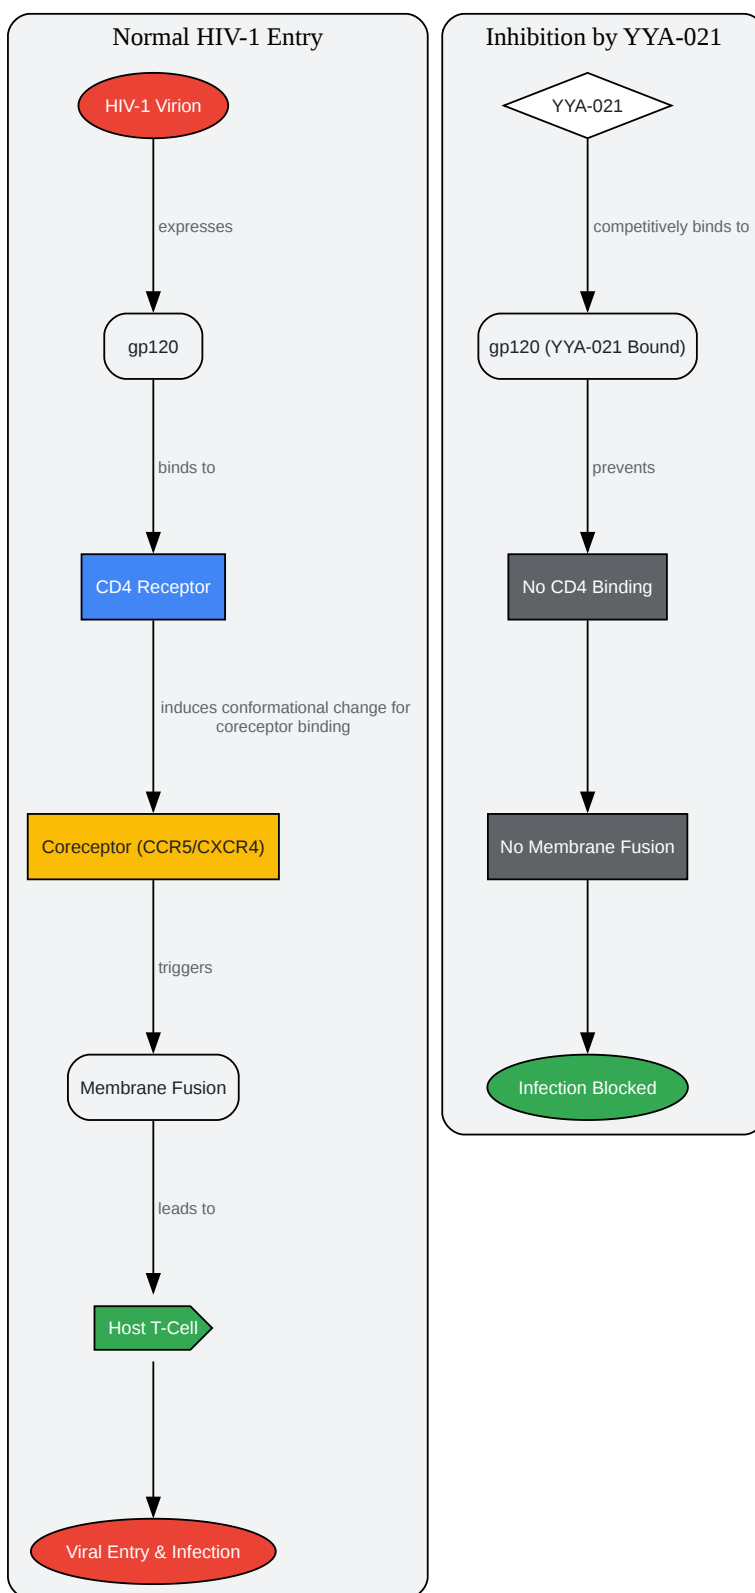 Normal HIV-1 Entry
HIV-1 Virion
expresses
gp120
binds to
CD4 Receptor
induces conformational change for
coreceptor binding
Coreceptor (CCR5/CXCR4)
triggers
Membrane Fusion
leads to
Host T-Cell
Viral Entry & Infection
Inhibition by YYA-021
YYA-021
competitively binds to
gp120 (YYA-021 Bound)
prevents
No CD4 Binding
No Membrane Fusion
Infection Blocked